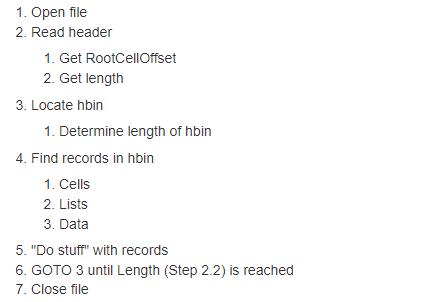 1. Open file
2. Read header
1. Get RootCellOffset
2. Get length
3. Locate hbin
1. Determine length of hbin
4. Find records in hbin
1. Cells
2. Lists
3. Data
5. "Do stuff" with records
6. GOTO 3 until Length (Step 2.2) is reached
7. Close file